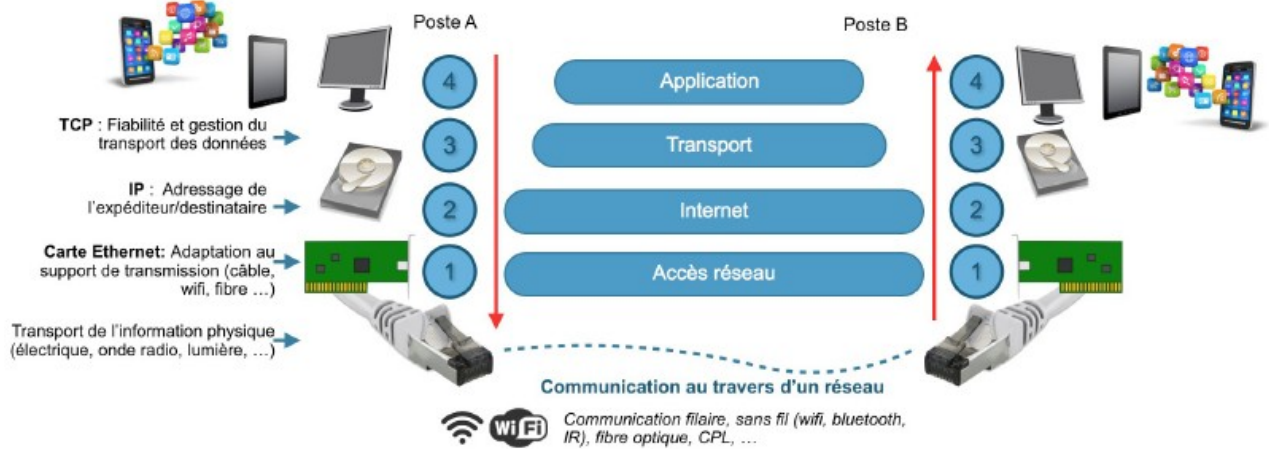 Poste A
Poste B
4
Application
4
TCP : Fiabilité et gestion du
transport des données
3
Transport
3
IP : Adressage de
l'expéditeur/destinataire
2
Internet
2
Carte Ethernet: Adaptation au
support de transmission (câble,
wifi, fibre ...)
1
Accès réseau
1
Transport de l'information physique
(électrique, onde radio, lumière, ...)
Communication au travers d'un réseau
WiFi
Communication filaire, sans fil (wifi, bluetooth,
IR), fibre optique, CPL, ...